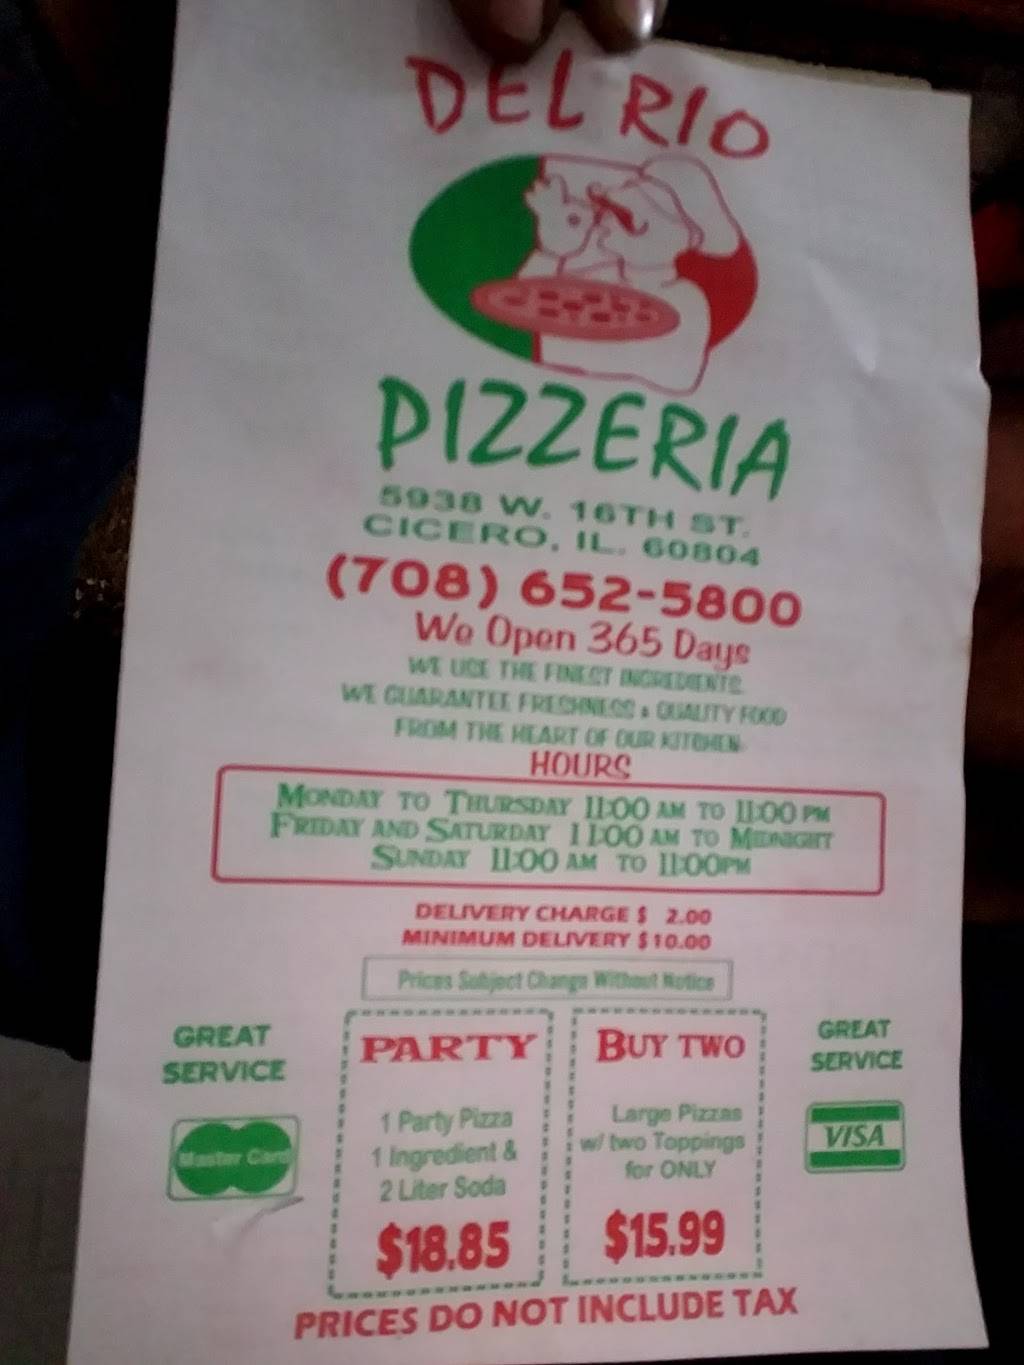 DEL RIO
PIZZERIA
5938 W. 16TH ST.
CICERO, IL. 60804
(708) 652-5800
We Open 365 Days
WE USE THE FINEST INGREDIENTS
WE GUARANTEE FRESHNESS & QUALITY FOOD
FROM THE HEART OF OUR KITCHEN
HOURS
MONDAY TO THURSDAY 11:00 AM TO 11:00 PM
FRIDAY AND SATURDAY 11:00 AM TO MIDNIGHT
SUNDAY 11:00 AM TO 11:00PM
DELIVERY CHARGE $ 2.00
MINIMUM DELIVERY $10.00
Prices Subject Change Without Notice
GREAT
SERVICE
Master Card
PARTY
1 Party Pizza
1 Ingredient &
2 Liter Soda
$18.85
BUY TWO
Large Pizzas
w/ two Toppings
for ONLY
$15.99
GREAT
SERVICE
VISA
PRICES DO NOT INCLUDE TAX